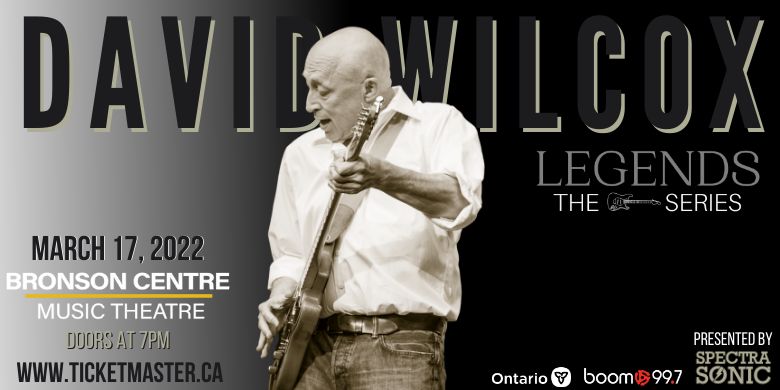 DAVID WILCOX
LEGENDS
THE SERIES
MARCH 17, 2022
BRONSON CENTRE
MUSIC THEATRE
DOORS AT 7PM
WWW.TICKETMASTER.CA
Ontario
boom 99.7
PRESENTED BY
SPECTRA
SONIC